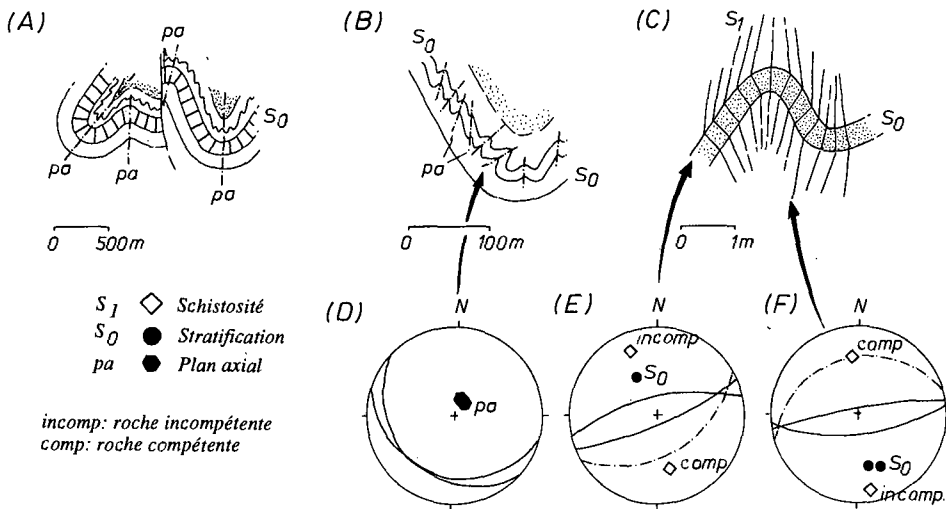 (A)
pa
S0
pa
pa
pa
0 500m
(B)
S0
pa
S0
0 100m
(C)
S1
S0
0 1m
S1 Schistosité
S0 Stratification
pa Plan axial
incomp: roche incompétente
comp: roche compétente
(D)
N
pa
(E)
N
incomp
S0
comp
(F)
N
comp
S0
incomp.